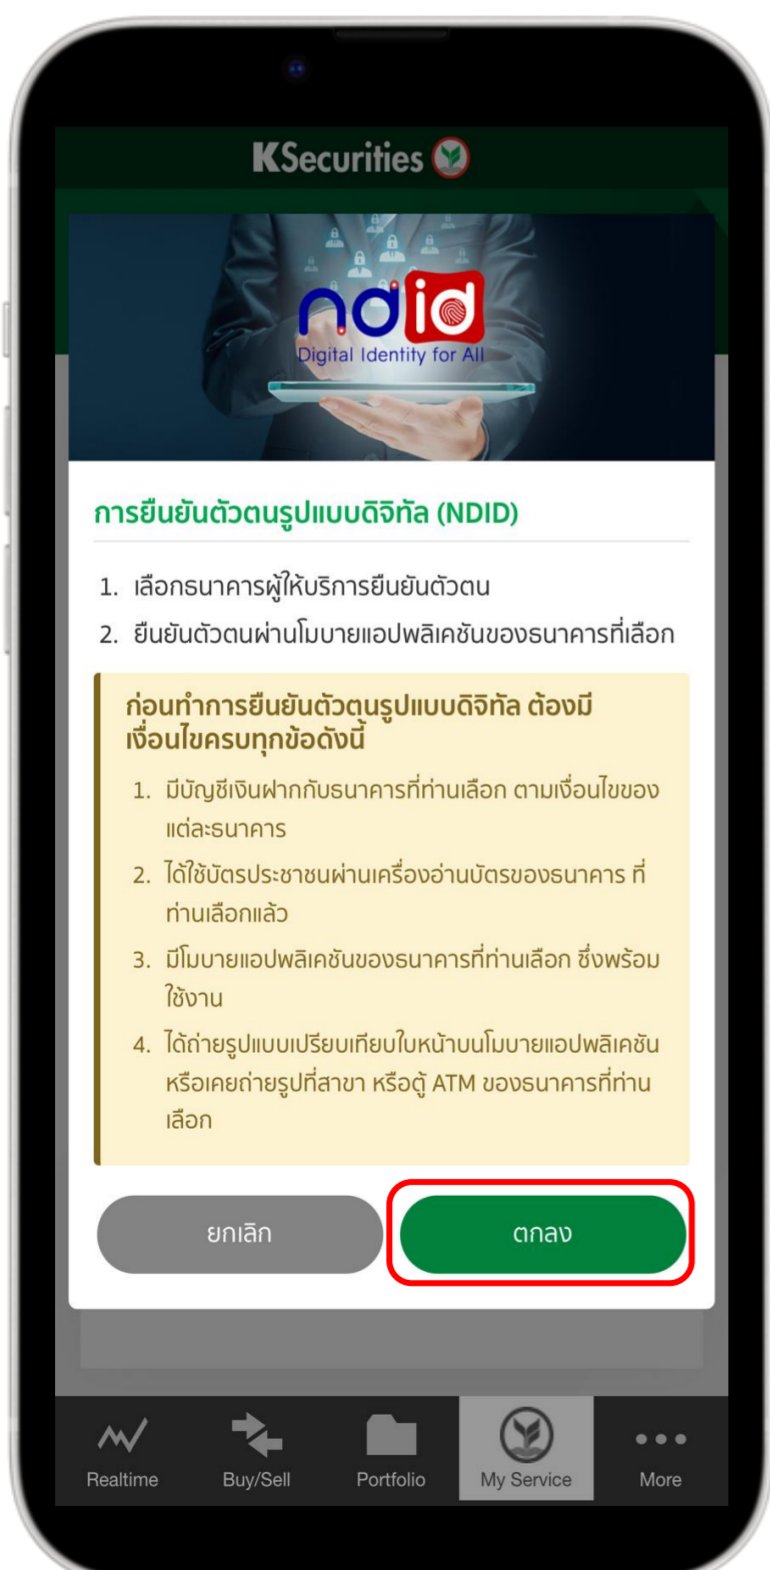 KSecurities
ndid
Digital Identity for All
การยืนยันตัวตนรูปแบบดิจิทัล (NDID)
1. เลือกธนาคารผู้ให้บริการยืนยันตัวตน
2. ยืนยันตัวตนผ่านโมบายแอปพลิเคชันของธนาคารที่เลือก
ก่อนทำการยืนยันตัวตนรูปแบบดิจิทัล ต้องมี
เงื่อนไขครบทุกข้อดังนี้
1. มีบัญชีเงินฝากกับธนาคารที่ท่านเลือก ตามเงื่อนไขของ
แต่ละธนาคาร
2. ได้ใช้บัตรประชาชนผ่านเครื่องอ่านบัตรของธนาคาร ที่
ท่านเลือกแล้ว
3. มีโมบายแอปพลิเคชันของธนาคารที่ท่านเลือก ซึ่งพร้อม
ใช้งาน
4. ได้ถ่ายรูปแบบเปรียบเทียบใบหน้าบนโมบายแอปพลิเคชัน
หรือเคยถ่ายรูปที่สาขา หรือตู้ ATM ของธนาคารที่ท่าน
เลือก
ยกเลิก ตกลง
Realtime Buy/Sell Portfolio My Service More